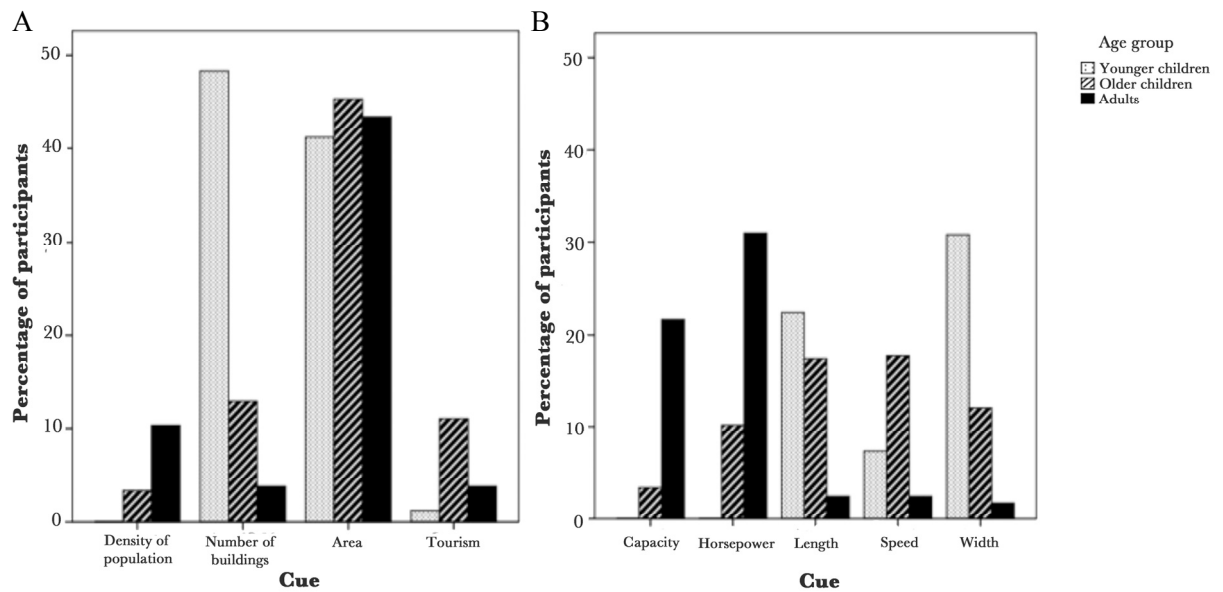 A
Percentage of participants
50
40
30
20
10
0
Density of
population
Number of
buildings
Area
Tourism
Cue
B
Percentage of participants
50
40
30
20
10
0
Capacity
Horsepower
Length
Speed
Width
Cue
Age group
Younger children
Older children
Adults